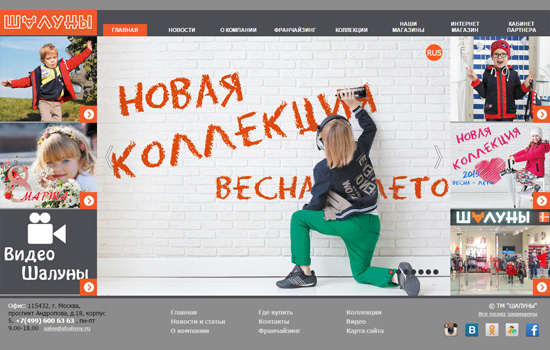 ШАЛУНЫ
ГЛАВНАЯ
НОВОСТИ
О КОМПАНИИ
ФРАНЧАЙЗИНГ
КОЛЛЕКЦИИ
НАШИ
МАГАЗИНЫ
ИНТЕРНЕТ
МАГАЗИН
КАБИНЕТ
ПАРТНЕРА
RUS
НОВАЯ
КОЛЛЕКЦИЯ
ВЕСНА ЛЕТО
8 МАРТА
Видео
Шалуны
НОВАЯ
КОЛЛЕКЦИЯ
2015
ВЕСНА - ЛЕТО
ШАЛУНЫ
Офис: 115432, г. Москва,
проспект Андропова, д.18, корпус
5. +7(499) 600 63 63 , пн-пт
9.00-18.00 sales@shaluny.ru
Главная
Новости и статьи
О компании
Где купить
Контакты
Франчайзинг
Коллекции
Видео
Карта сайта
© ТМ "ШАЛУНЫ"
Все права защищены